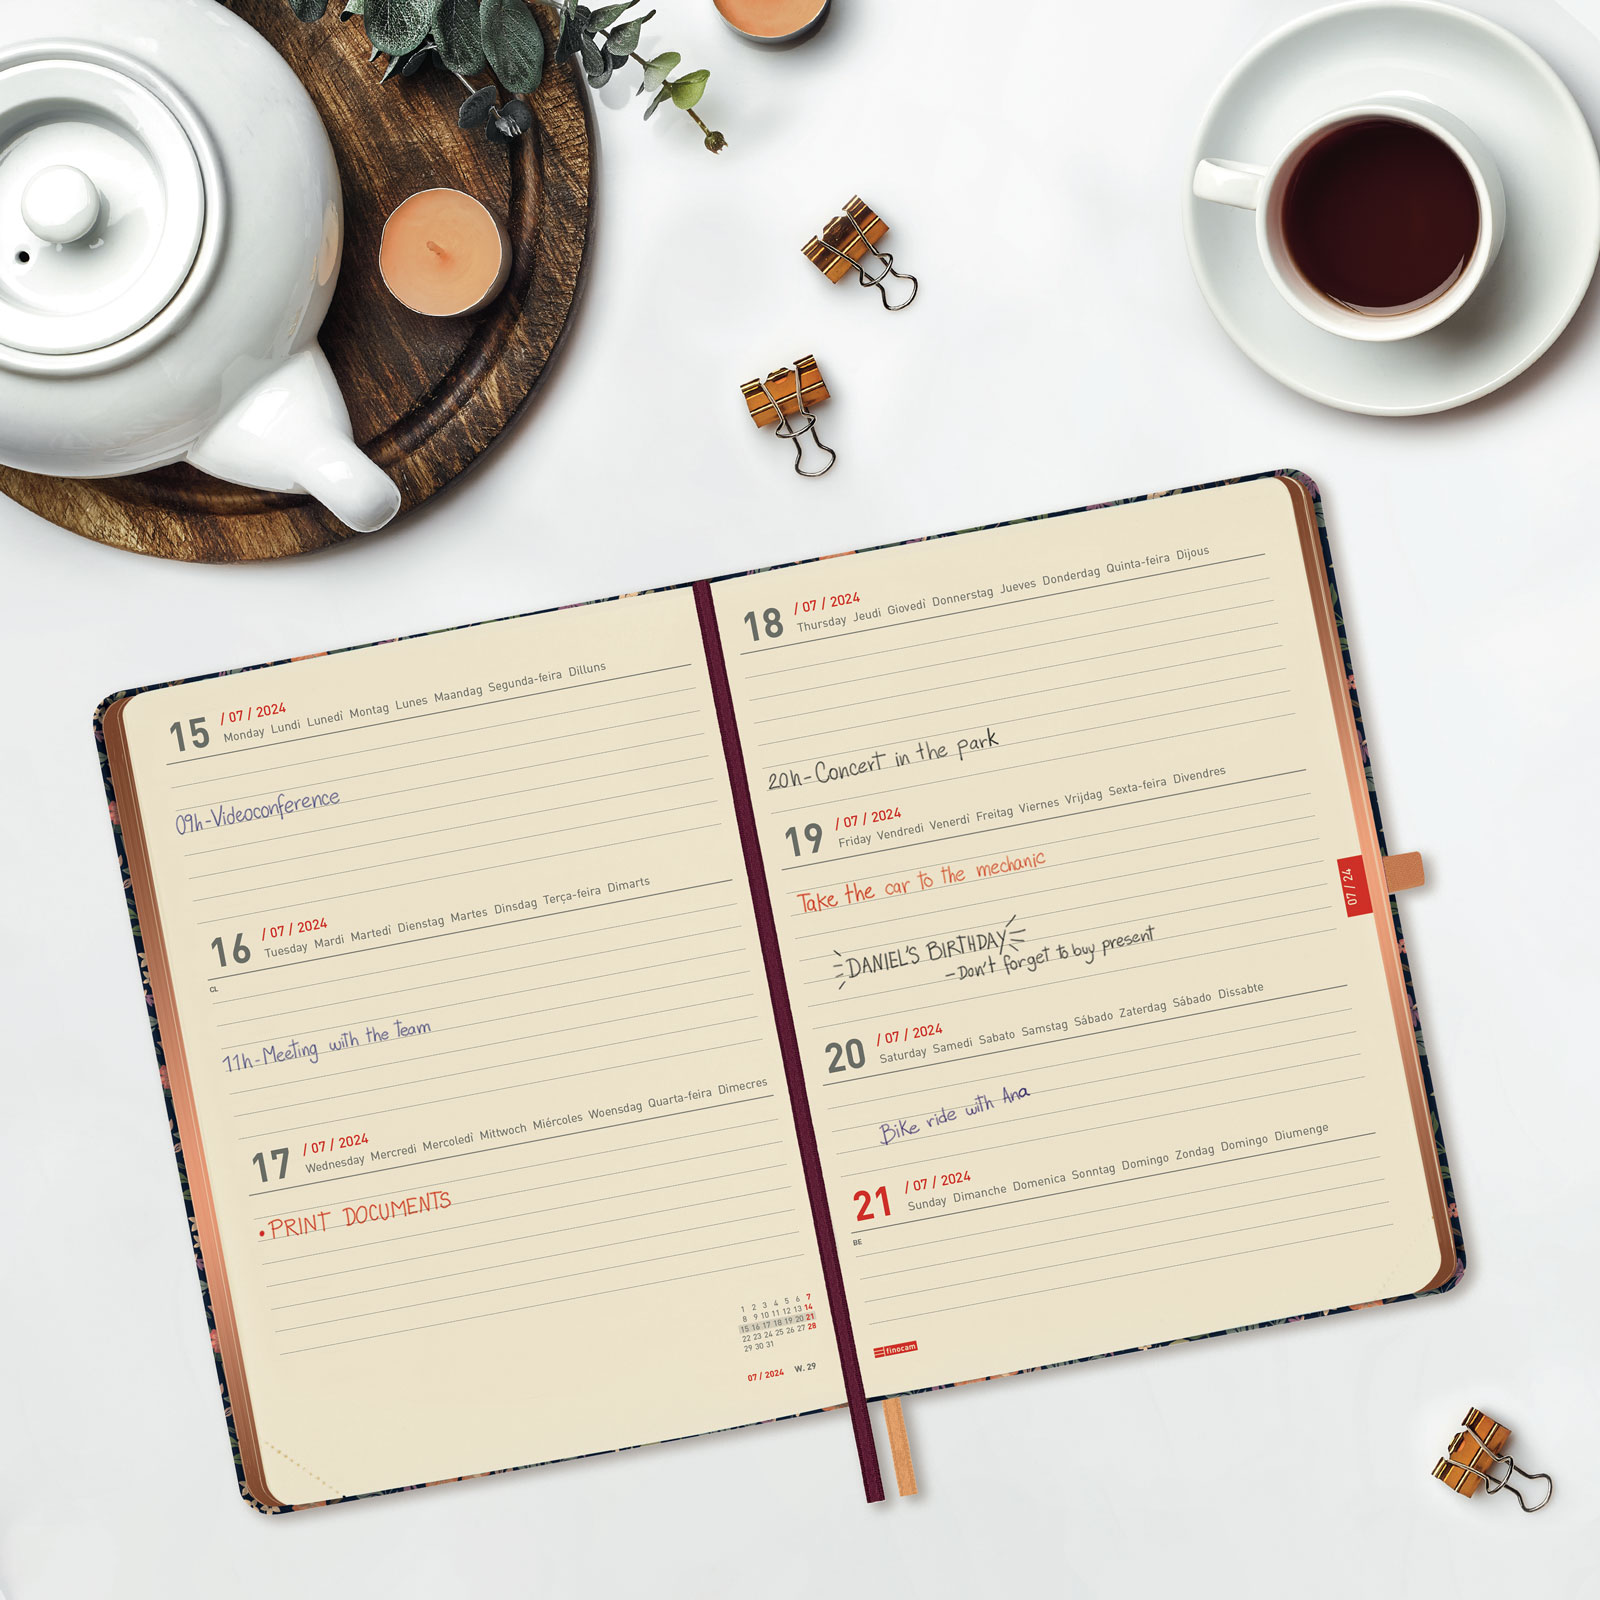 15 / 07 / 2024
Monday Lundi Lunedì Montag Lunes Maandag Segunda-feira Dilluns
09h-Videoconference
16 / 07 / 2024
Tuesday Mardi Martedì Dienstag Martes Dinsdag Terça-feira Dimarts
CL
11h-Meeting with the team
17 / 07 / 2024
Wednesday Mercredi Mercoledì Mittwoch Miércoles Woensdag Quarta-feira Dimecres
• PRINT DOCUMENTS
1 2 3 4 5 6 7
8 9 10 11 12 13 14
15 16 17 18 19 20 21
22 23 24 25 26 27 28
29 30 31
07 / 2024 W. 29
18 / 07 / 2024
Thursday Jeudi Giovedì Donnerstag Jueves Donderdag Quinta-feira Dijous
20h-Concert in the park
19 / 07 / 2024
Friday Vendredi Venerdì Freitag Viernes Vrijdag Sexta-feira Divendres
Take the car to the mechanic
DANIEL'S BIRTHDAY
-Don't forget to buy present
07 / 24
20 / 07 / 2024
Saturday Samedi Sabato Samstag Sábado Zaterdag Sábado Dissabte
Bike ride with Ana
21 / 07 / 2024
Sunday Dimanche Domenica Sonntag Domingo Zondag Domingo Diumenge
BE
finocam